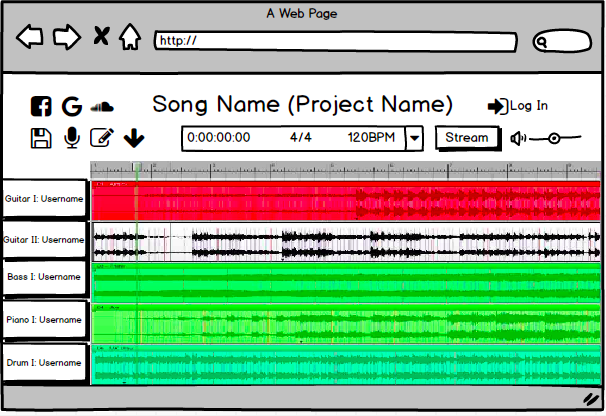 A Web Page
http://
Song Name (Project Name)
Log In
0:00:00:00 4/4 120BPM
Stream
Guitar I: Username
Guitar II: Username
Bass I: Username
Piano I: Username
Drum I: Username